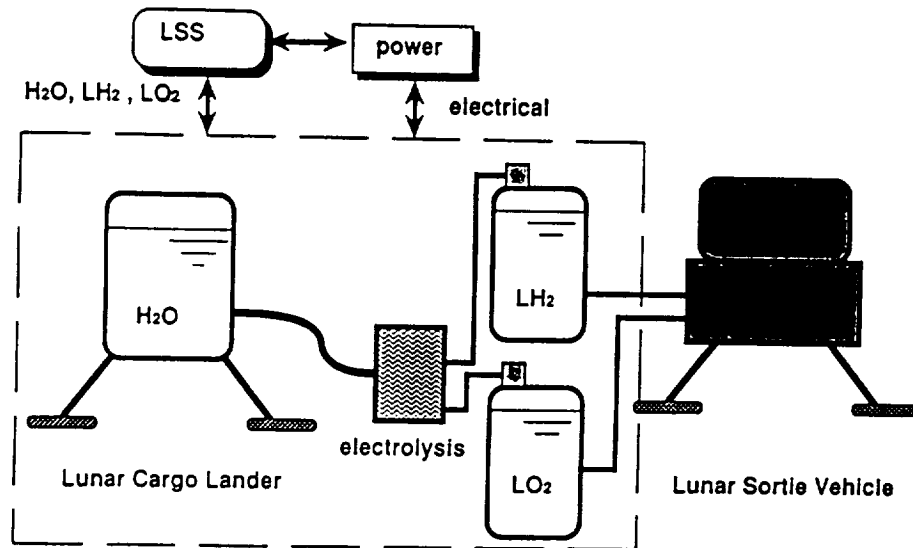 LSS
power
H₂O, LH₂ , LO₂
electrical
H₂O
LH₂
electrolysis
LO₂
Lunar Cargo Lander
Lunar Sortie Vehicle